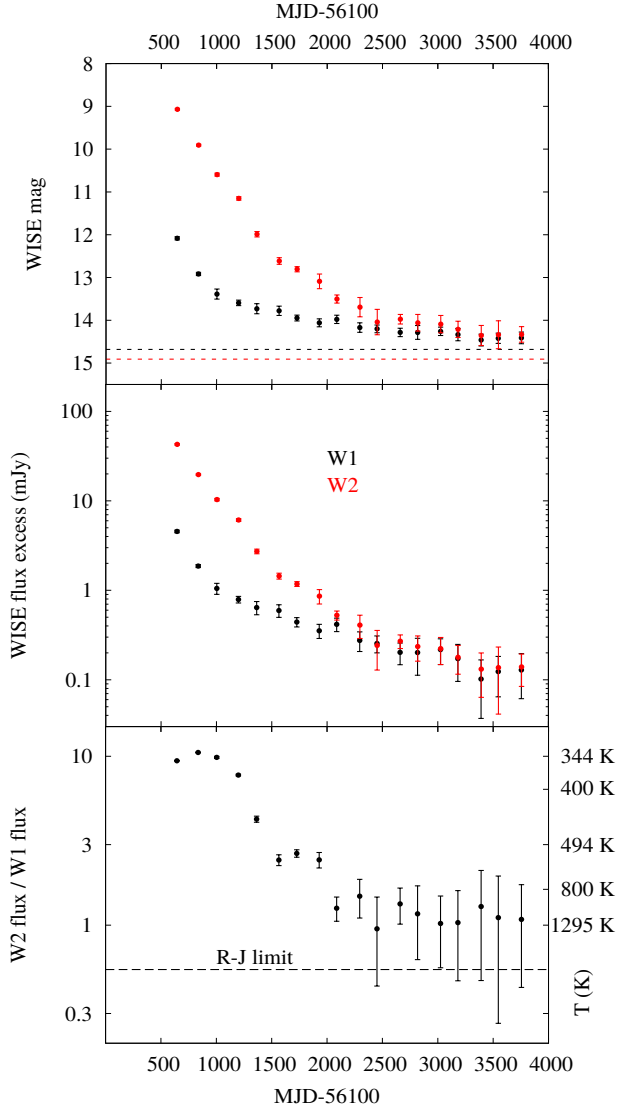 MJD-56100
500 1000 1500 2000 2500 3000 3500 4000
8
9
10
11
12
13
14
15
WISE mag
100
10
1
0.1
WISE flux excess (mJy)
W1
W2
10
3
1
0.3
W2 flux / W1 flux
R-J limit
344 K
400 K
494 K
800 K
1295 K
T (K)
500 1000 1500 2000 2500 3000 3500 4000
MJD-56100